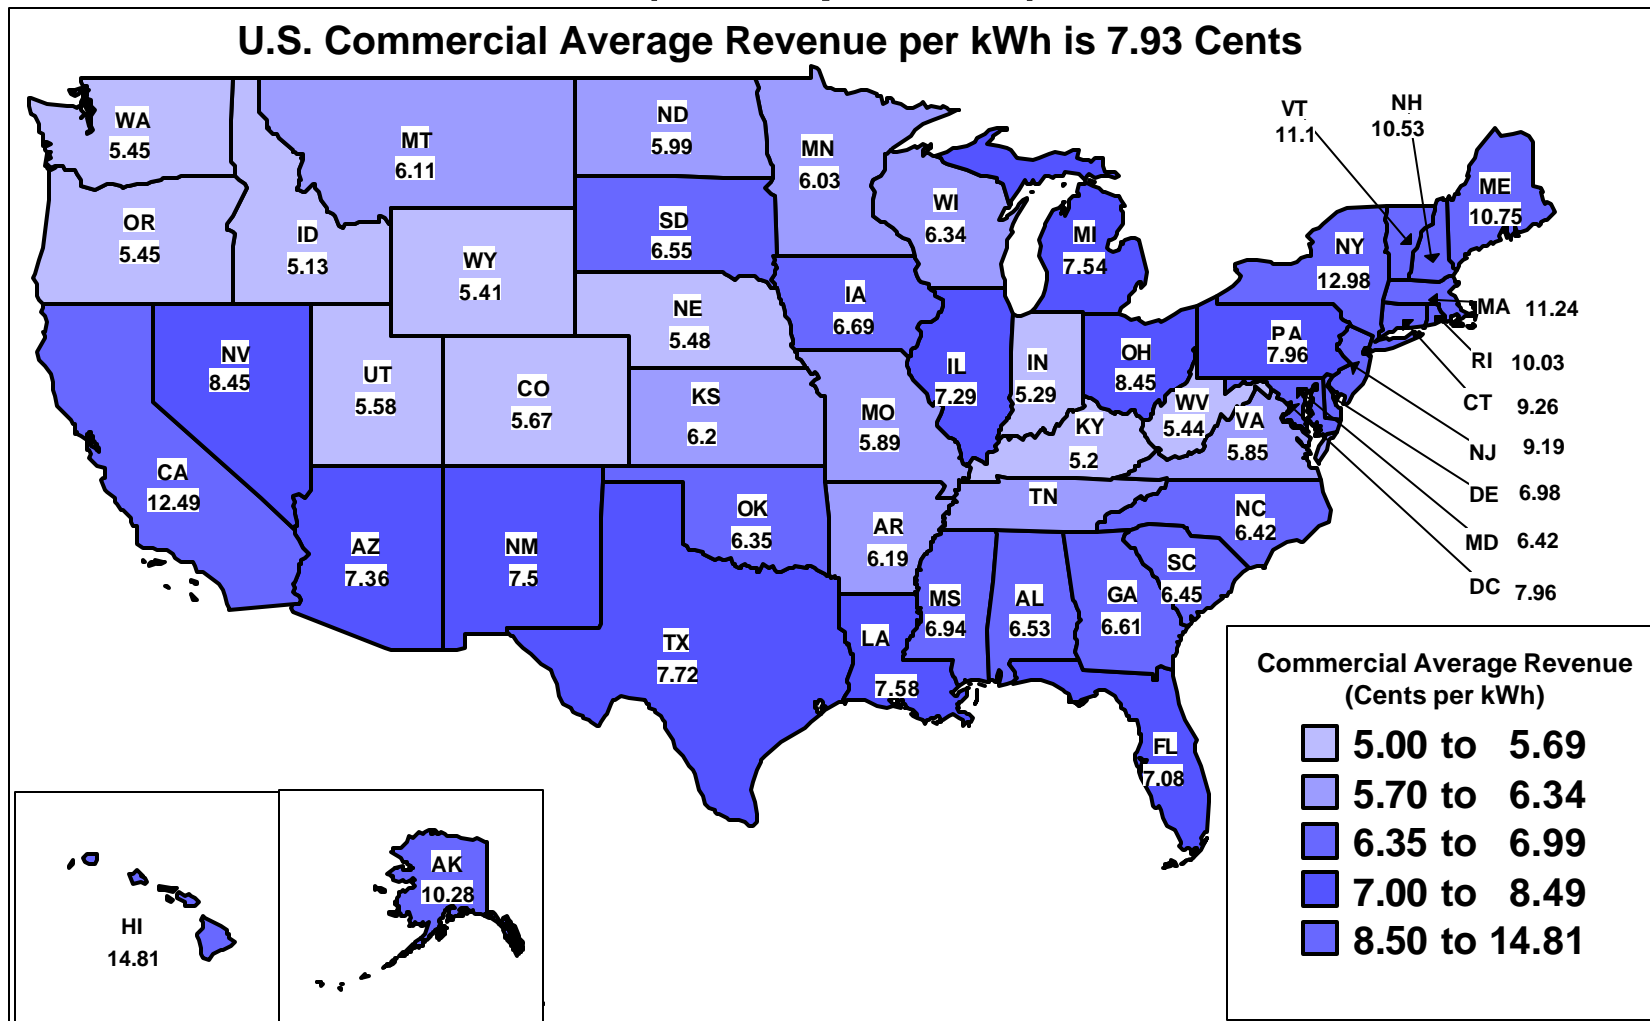 U.S. Commercial Average Revenue per kWh is 7.93 Cents
WA
5.45
MT
6.11
ND
5.99
MN
6.03
VT
11.1
NH
10.53
ME
10.75
OR
5.45
ID
5.13
SD
6.55
WI
6.34
MI
7.54
NY
12.98
WY
5.41
MA 11.24
NE
5.48
IA
6.69
PA
7.96
RI 10.03
NV
8.45
UT
5.58
CO
5.67
KS
6.2
MO
5.89
IL
7.29
IN
5.29
OH
8.45
CT 9.26
WV
5.44
VA
5.85
KY
5.2
NJ 9.19
CA
12.49
TN
DE 6.98
AZ
7.36
NM
7.5
OK
6.35
AR
6.19
NC
6.42
MD 6.42
SC
6.45
DC 7.96
MS
6.94
AL
6.53
GA
6.61
TX
7.72
LA
7.58
FL
7.08
HI
14.81
AK
10.28
Commercial Average Revenue
(Cents per kWh)
5.00 to 5.69
5.70 to 6.34
6.35 to 6.99
7.00 to 8.49
8.50 to 14.81